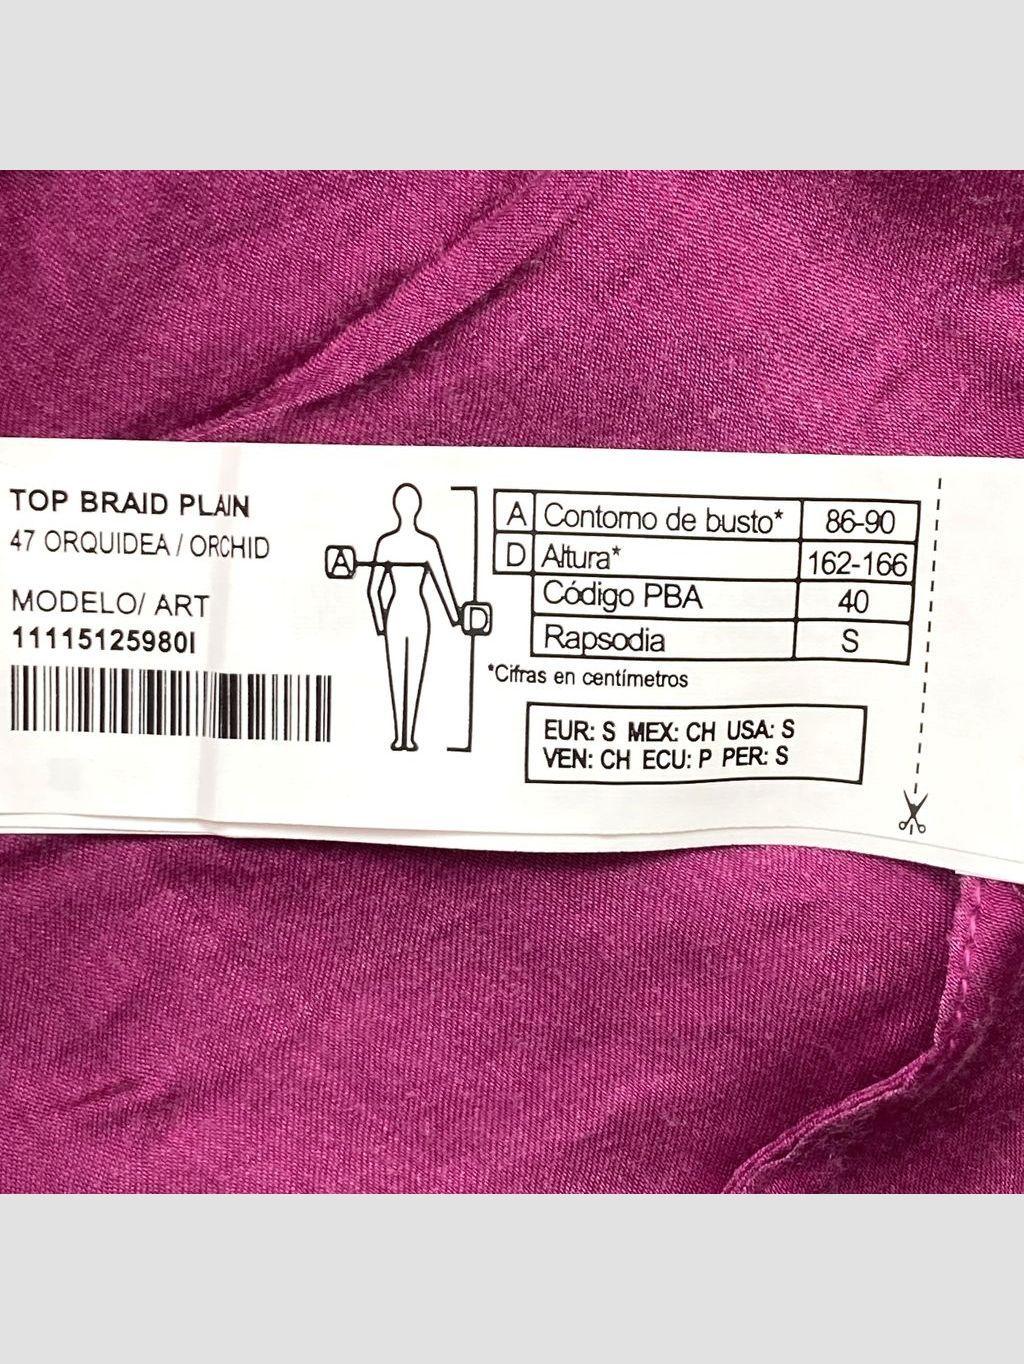 TOP BRAID PLAIN
47 ORQUIDEA / ORCHID
MODELO/ ART
11115125980I
A
D
A Contorno de busto* 86-90
D Altura* 162-166
Código PBA 40
Rapsodia S
*Cifras en centímetros
EUR: S MEX: CH USA: S
VEN: CH ECU: P PER: S